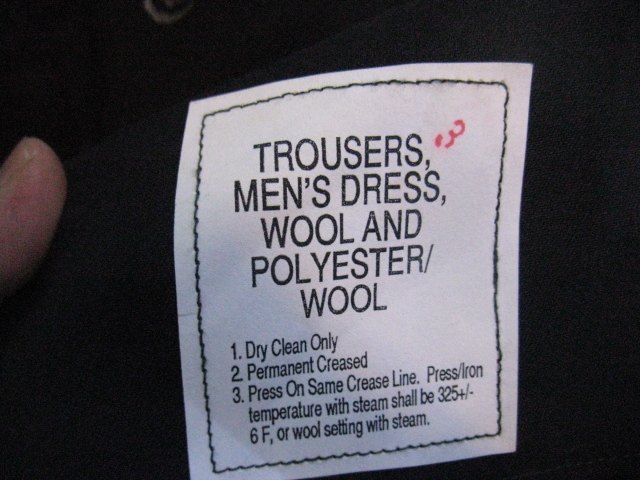 TROUSERS,
MEN'S DRESS,
WOOL AND
POLYESTER/
WOOL
1. Dry Clean Only
2. Permanent Creased
3. Press On Same Crease Line. Press/Iron
temperature with steam shall be 325+/-
6 F, or wool setting with steam.